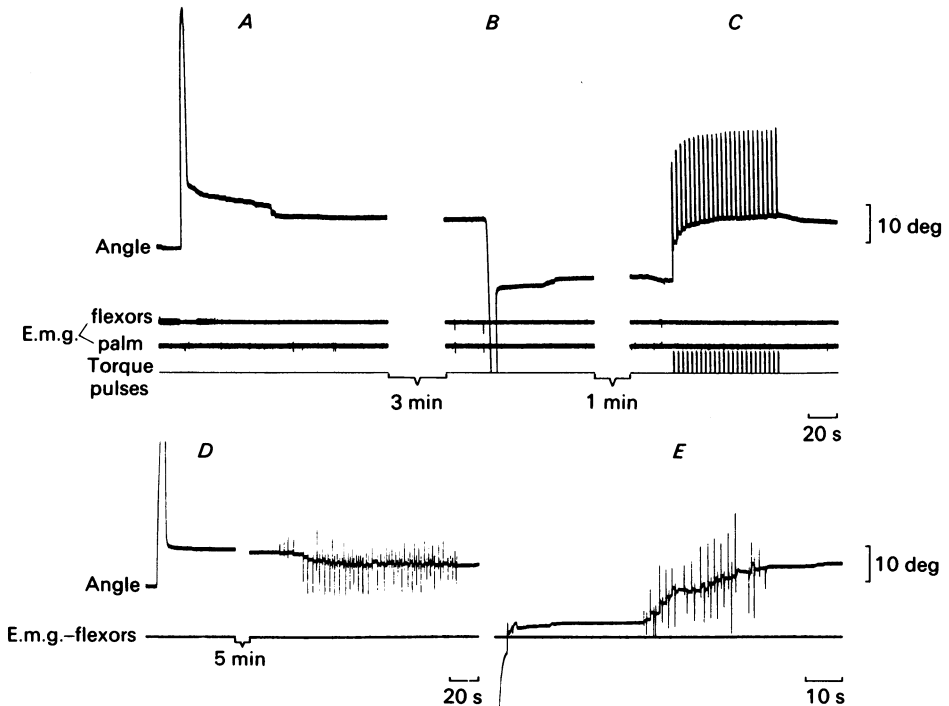 A B C
10 deg
Angle
flexors
E.m.g.
palm
Torque
pulses
3 min 1 min
20 s
D E
10 deg
Angle
E.m.g.–flexors
5 min
20 s 10 s